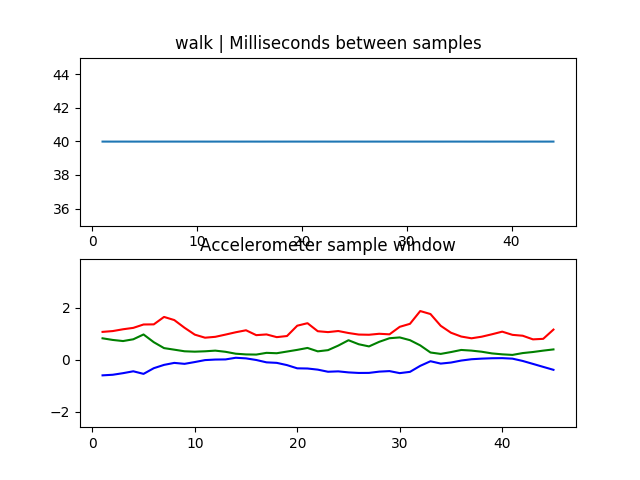 walk | Milliseconds between samples
44
42
40
38
36
0 10 20 30 40
Accelerometer sample window
2
0
−2
0 10 20 30 40